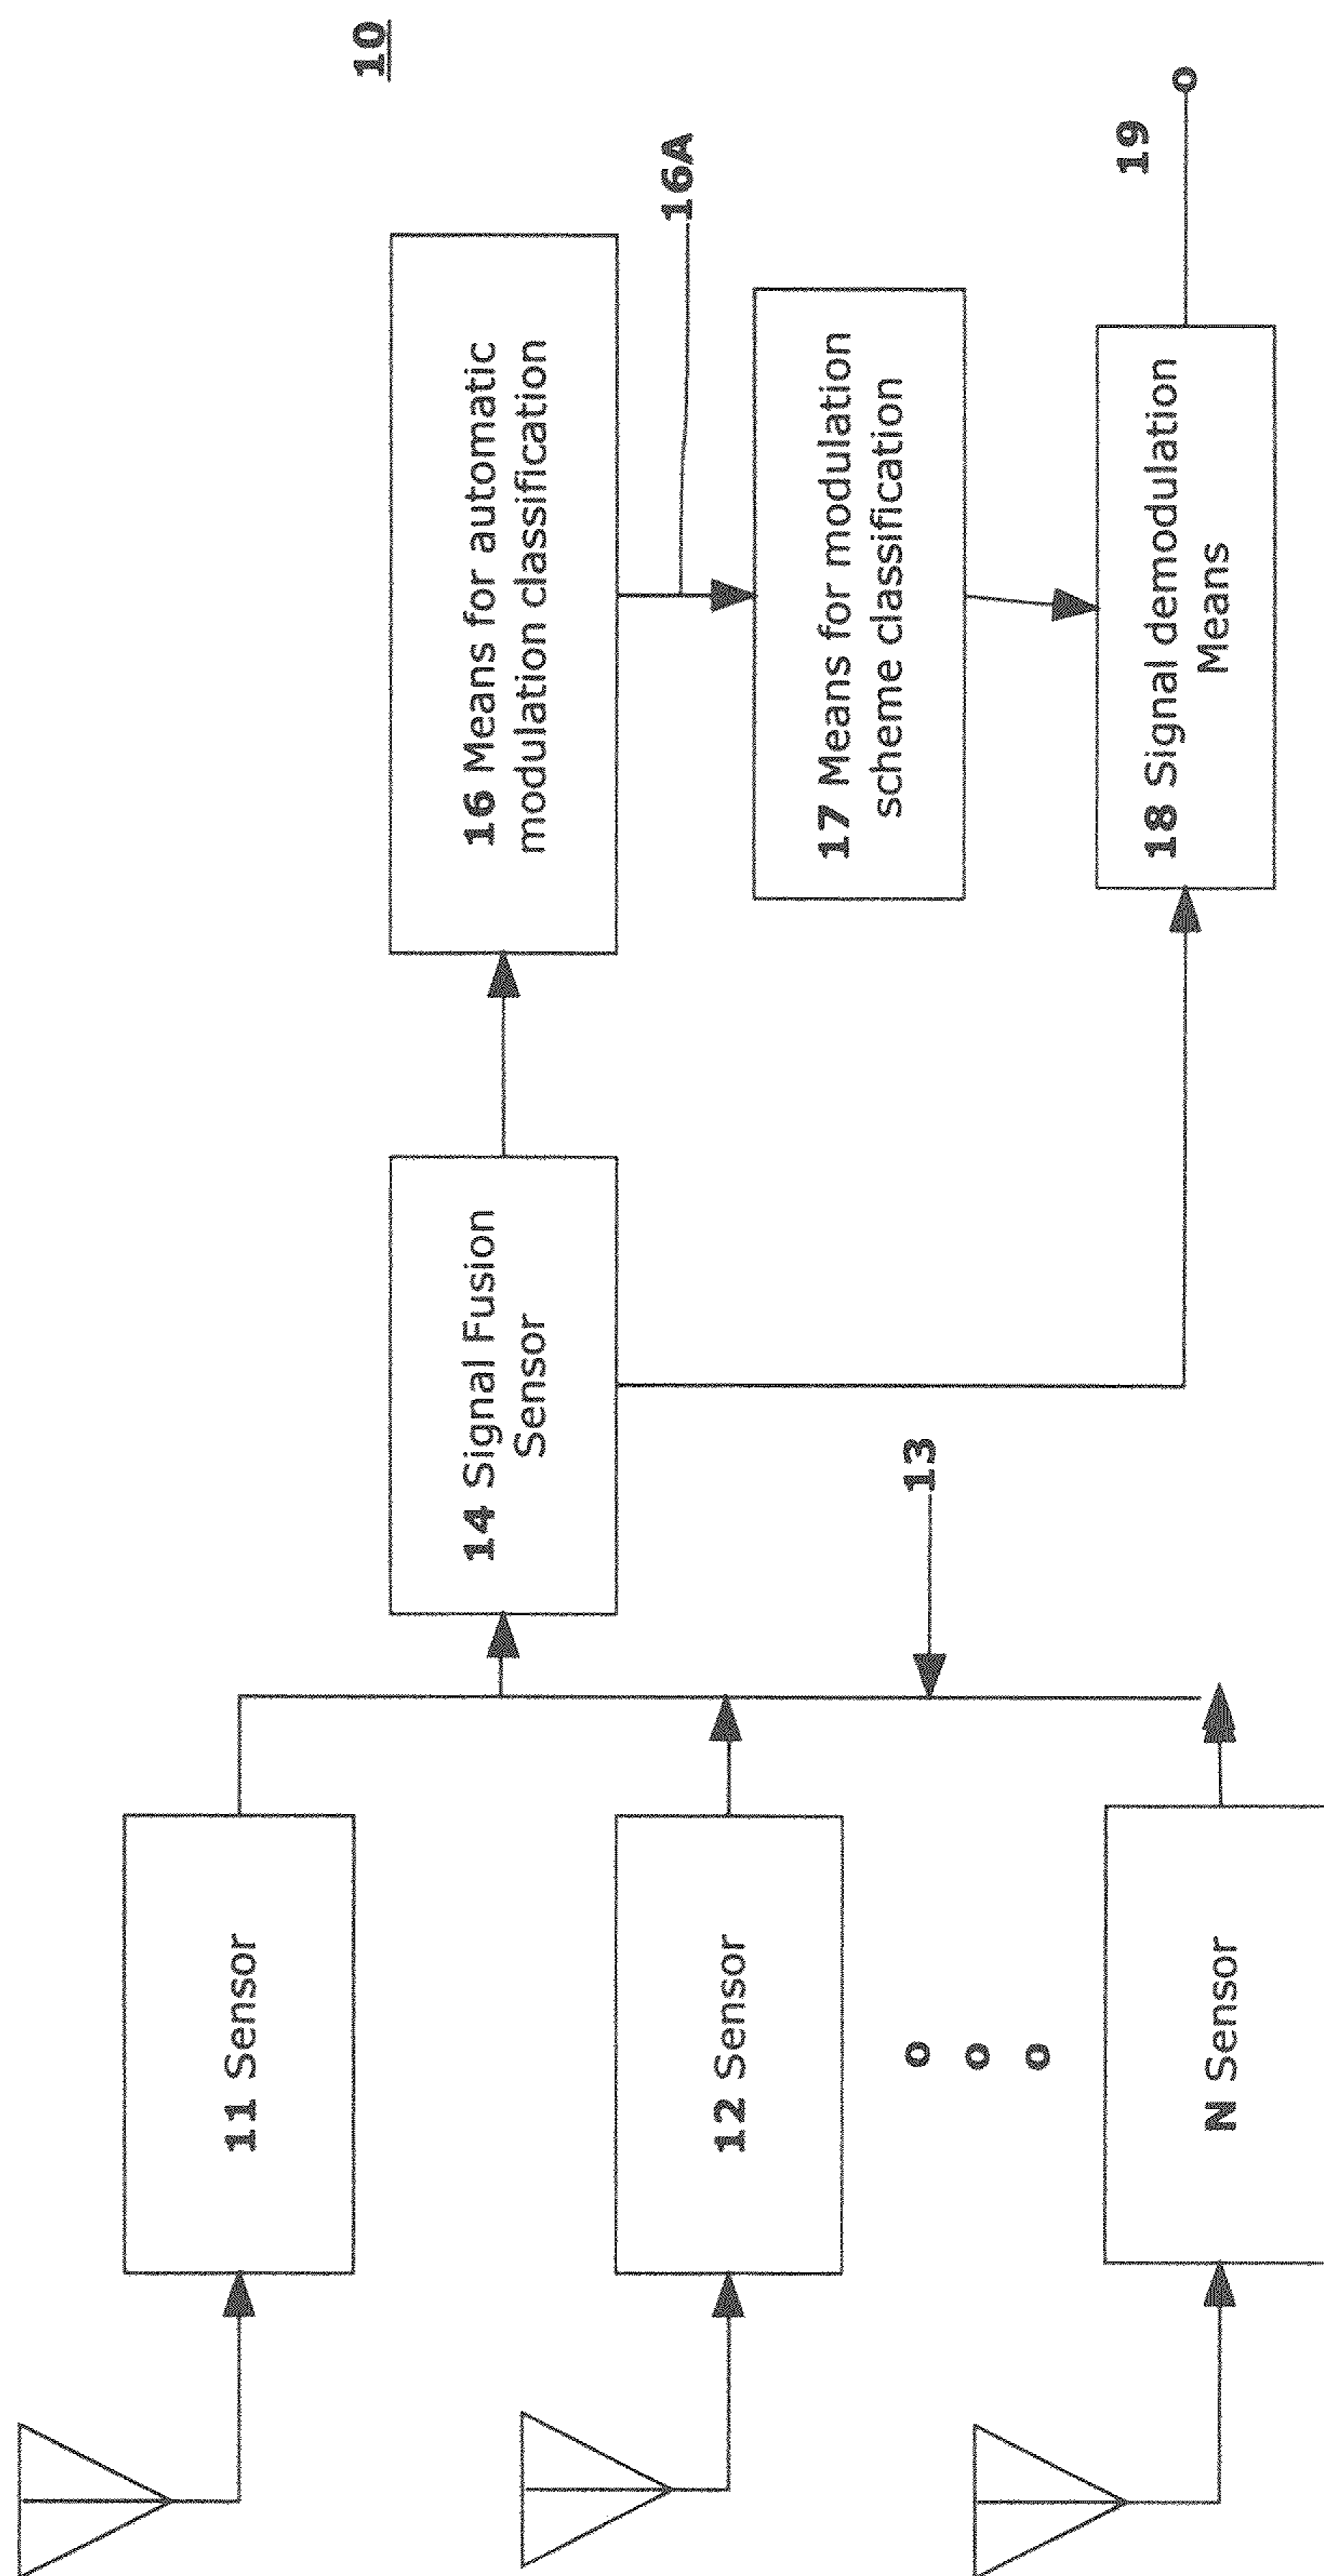 10
11 Sensor
12 Sensor
o
o
o
N Sensor
13
14 Signal Fusion
Sensor
16 Means for automatic
modulation classification
16A
17 Means for modulation
scheme classification
18 Signal demodulation
Means
19